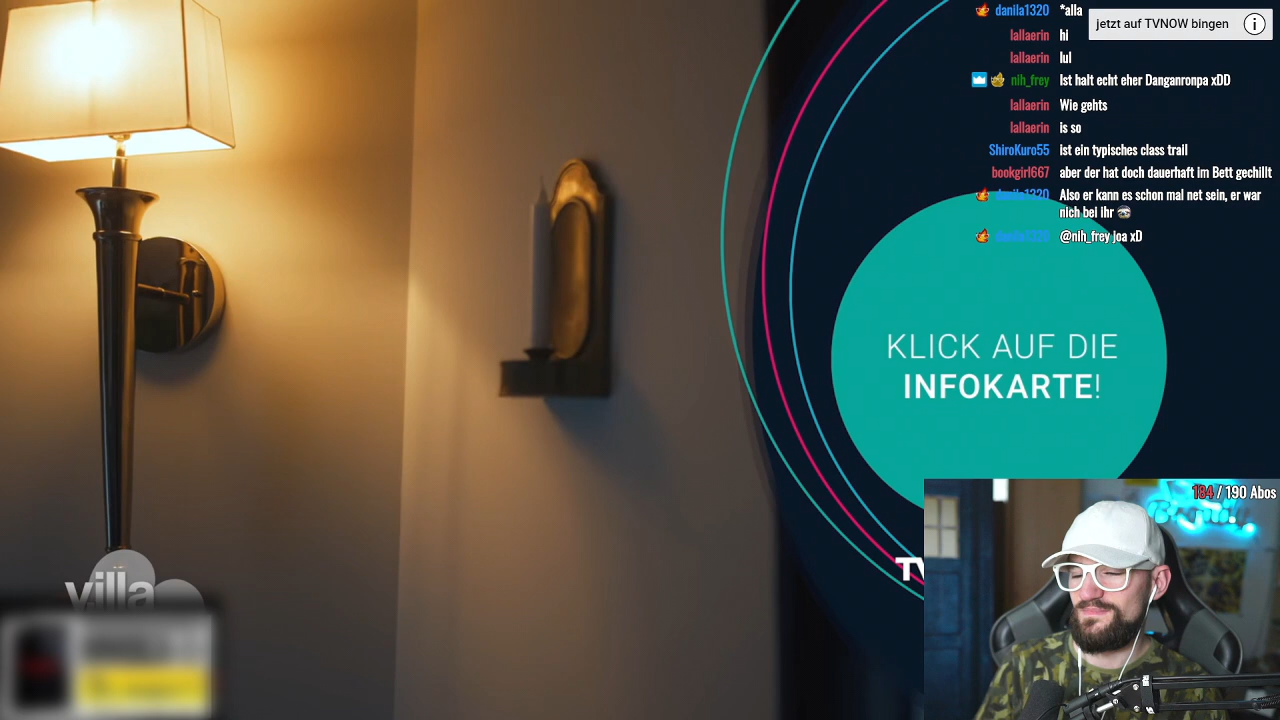 danila1320 *alla
jetzt auf TVNOW bingen
lallaerin hi
lallaerin lul
nih_frey Ist halt echt eher Danganronpa xDD
lallaerin Wie gehts
lallaerin is so
ShiroKuro55 ist ein typisches class trail
bookgirl667 aber der hat doch dauerhaft im Bett gechillt
danila1320 Also er kann es schon mal net sein, er war
nich bei ihr
danila1320 @nih_frey joa xD
KLICK AUF DIE
INFOKARTE!
184 / 190 Abos
TV
villa